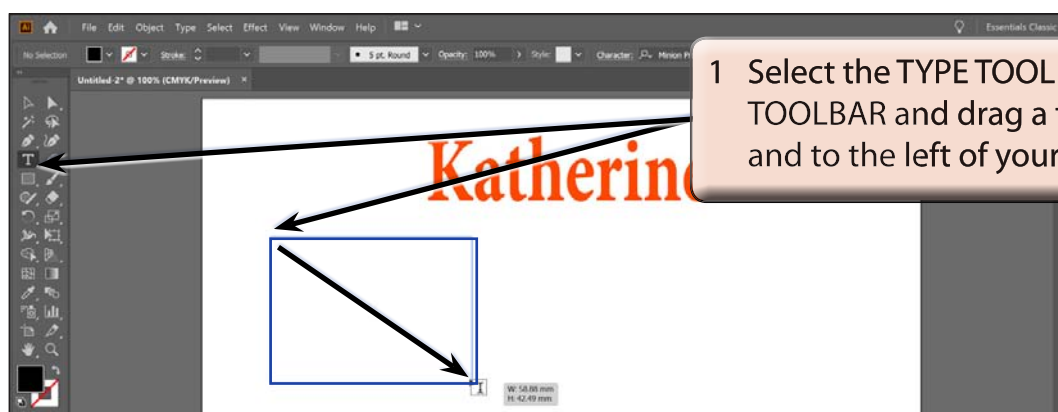 Ai File Edit Object Type Select Effect View Window Help Essentials Classic
No Selection Stroke: 5 pt. Round Opacity: 100% Style: Character: Minion
Untitled-2* @ 100% (CMYK/Preview) ×
1 Select the TYPE TOOL
TOOLBAR and drag a
and to the left of your
Katherin
W: 58.88 mm
H: 42.49 mm